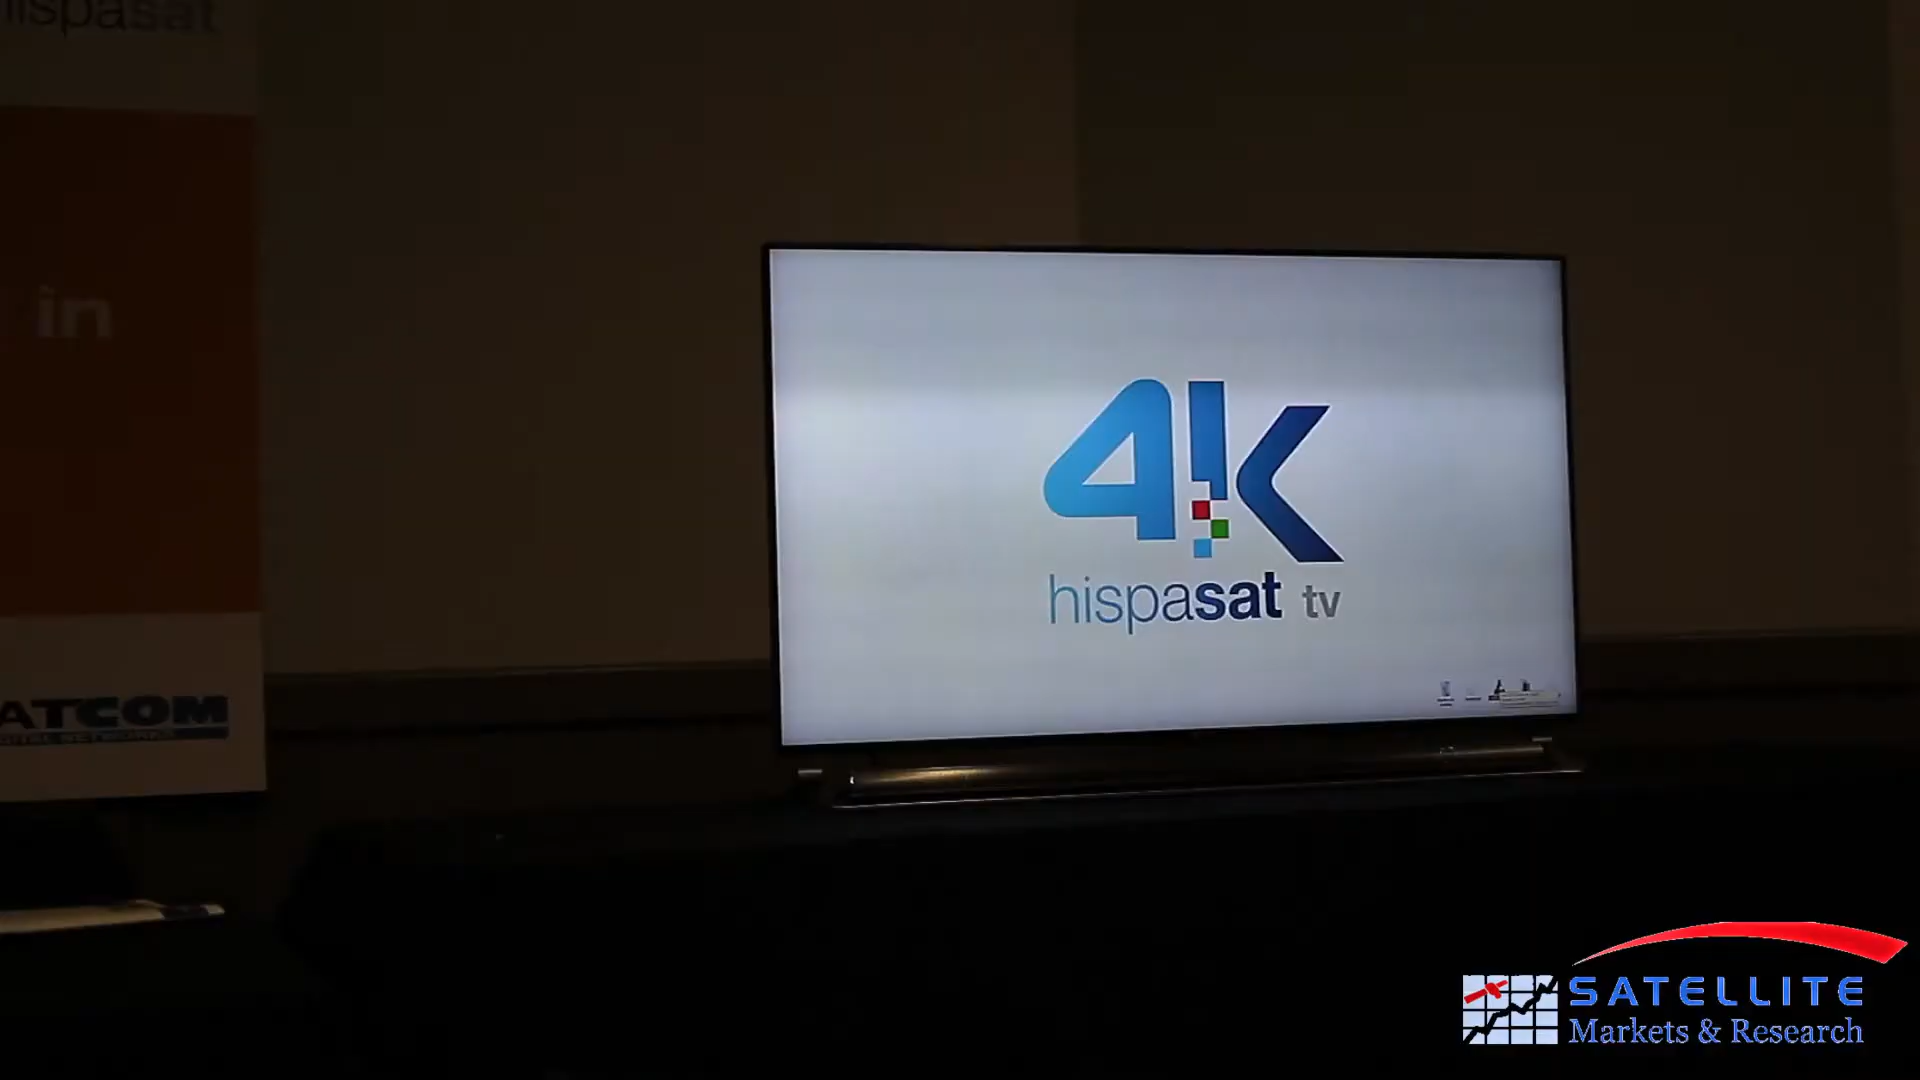 hispasat
in
ATCOM
4K
hispasat tv
SATELLITE
Markets & Research